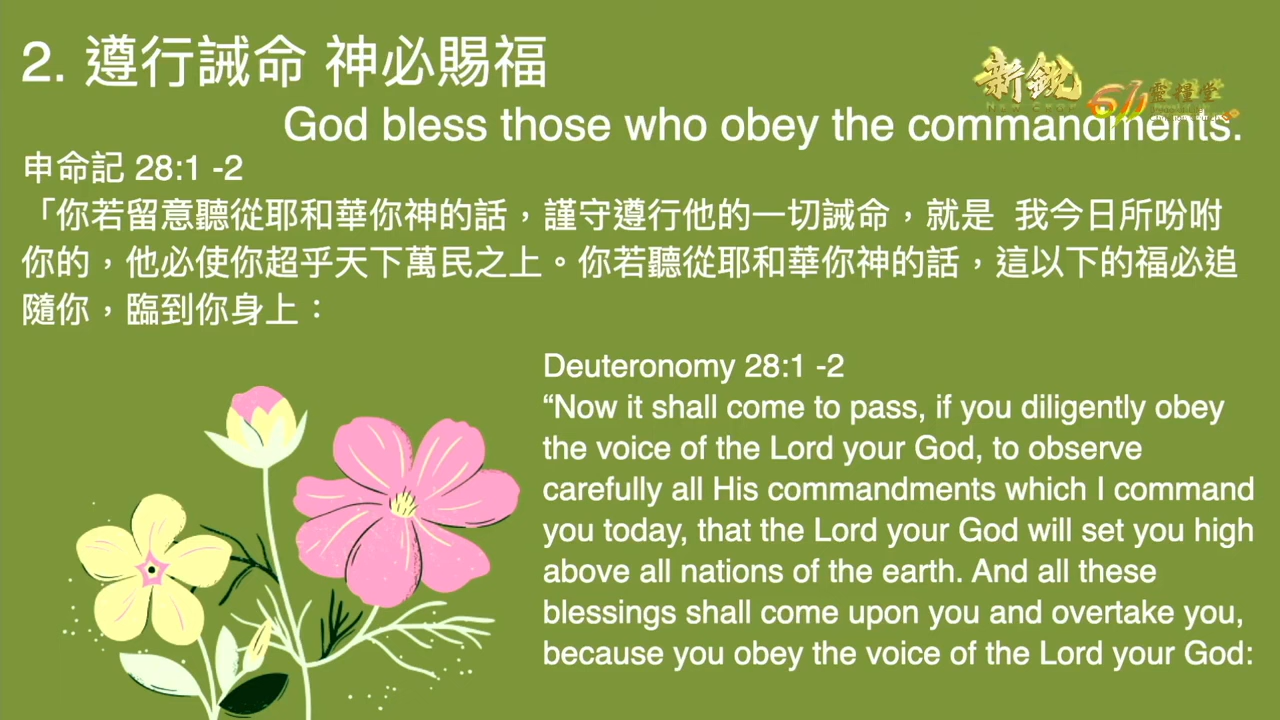 2. 遵行誡命 神必賜福
God bless those who obey the commandments.
新銳 611靈糧堂
申命記 28:1 -2
「你若留意聽從耶和華你神的話，謹守遵行他的一切誡命，就是 我今日所吩咐
你的，他必使你超乎天下萬民之上。你若聽從耶和華你神的話，這以下的福必追
隨你，臨到你身上：
Deuteronomy 28:1 -2
“Now it shall come to pass, if you diligently obey
the voice of the Lord your God, to observe
carefully all His commandments which I command
you today, that the Lord your God will set you high
above all nations of the earth. And all these
blessings shall come upon you and overtake you,
because you obey the voice of the Lord your God: